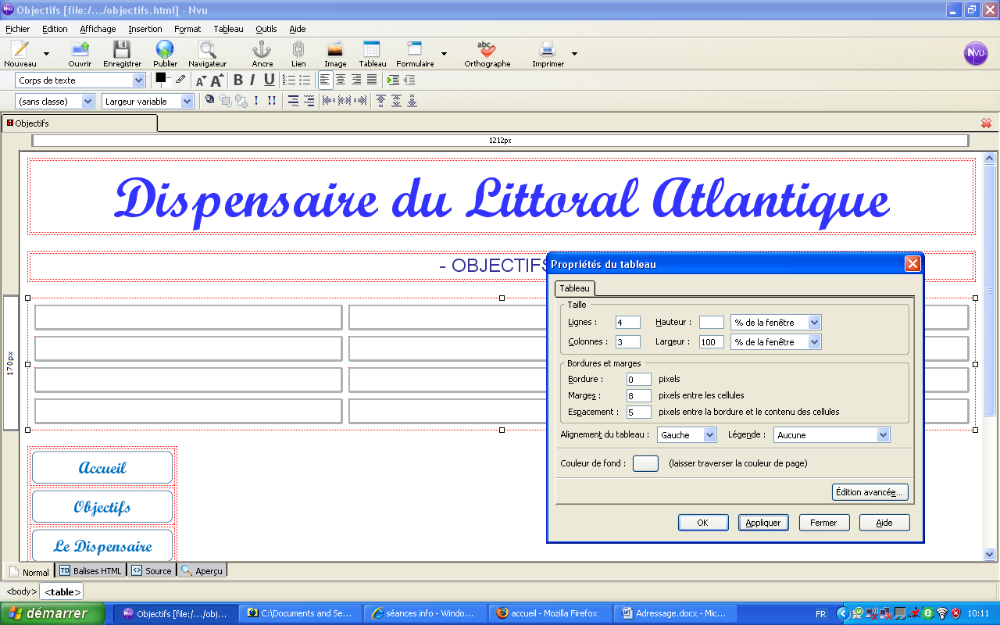 Objectifs [file:/.../objectifs.html] - Nvu
Fichier Edition Affichage Insertion Format Tableau Outils Aide
Nouveau Ouvrir Enregistrer Publier Navigateur Ancre Lien Image Tableau Formulaire Orthographe Imprimer
NVU
Corps de texte
(sans classe) Largeur variable
Objectifs
1212px
Dispensaire du Littoral Atlantique
- OBJECTIFS
170px
Propriétés du tableau
Tableau
Taille
Lignes : 4 Hauteur : % de la fenêtre
Colonnes : 3 Largeur : 100 % de la fenêtre
Bordures et marges
Bordure : 0 pixels
Marges : 8 pixels entre les cellules
Espacement : 5 pixels entre la bordure et le contenu des cellules
Alignement du tableau : Gauche Légende : Aucune
Couleur de fond : (laisser traverser la couleur de page)
Édition avancée...
OK Appliquer Fermer Aide
Accueil
Objectifs
Le Dispensaire
Normal Balises HTML Source Aperçu
<body> <table>
démarrer Objectifs [file:/.../obj... C:\Documents and Se... séances info - Windo... accueil - Mozilla Firefox Adressage.docx - Mic... FR 10:11